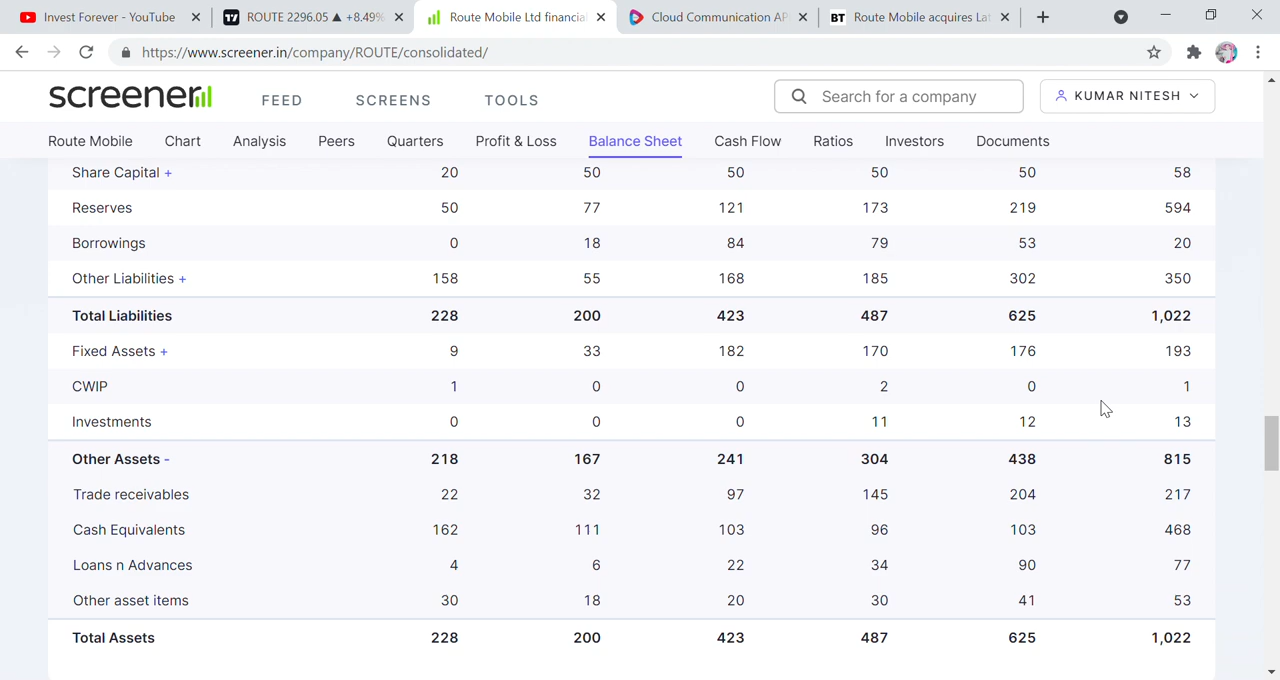 Invest Forever - YouTube
ROUTE 2296.05 ▲ +8.49%
Route Mobile Ltd financia
Cloud Communication AP
BT Route Mobile acquires Lat
https://www.screener.in/company/ROUTE/consolidated/
screener
FEED SCREENS TOOLS
Search for a company
KUMAR NITESH
Route Mobile Chart Analysis Peers Quarters Profit & Loss Balance Sheet Cash Flow Ratios Investors Documents
Share Capital + 20 50 50 50 50 58
Reserves 50 77 121 173 219 594
Borrowings 0 18 84 79 53 20
Other Liabilities + 158 55 168 185 302 350
Total Liabilities 228 200 423 487 625 1,022
Fixed Assets + 9 33 182 170 176 193
CWIP 1 0 0 2 0 1
Investments 0 0 0 11 12 13
Other Assets - 218 167 241 304 438 815
Trade receivables 22 32 97 145 204 217
Cash Equivalents 162 111 103 96 103 468
Loans n Advances 4 6 22 34 90 77
Other asset items 30 18 20 30 41 53
Total Assets 228 200 423 487 625 1,022